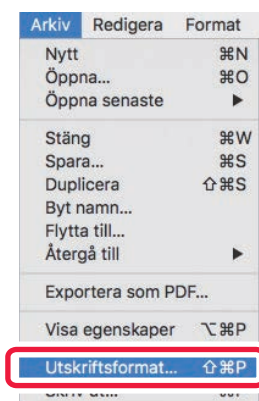 Arkiv Redigera Format
Nytt ⌘N
Öppna... ⌘O
Öppna senaste ▶
Stäng ⌘W
Spara... ⌘S
Duplicera ⇧⌘S
Byt namn...
Flytta till...
Återgå till ▶
Exportera som PDF...
Visa egenskaper ⌥⌘P
Utskriftsformat... ⇧⌘P